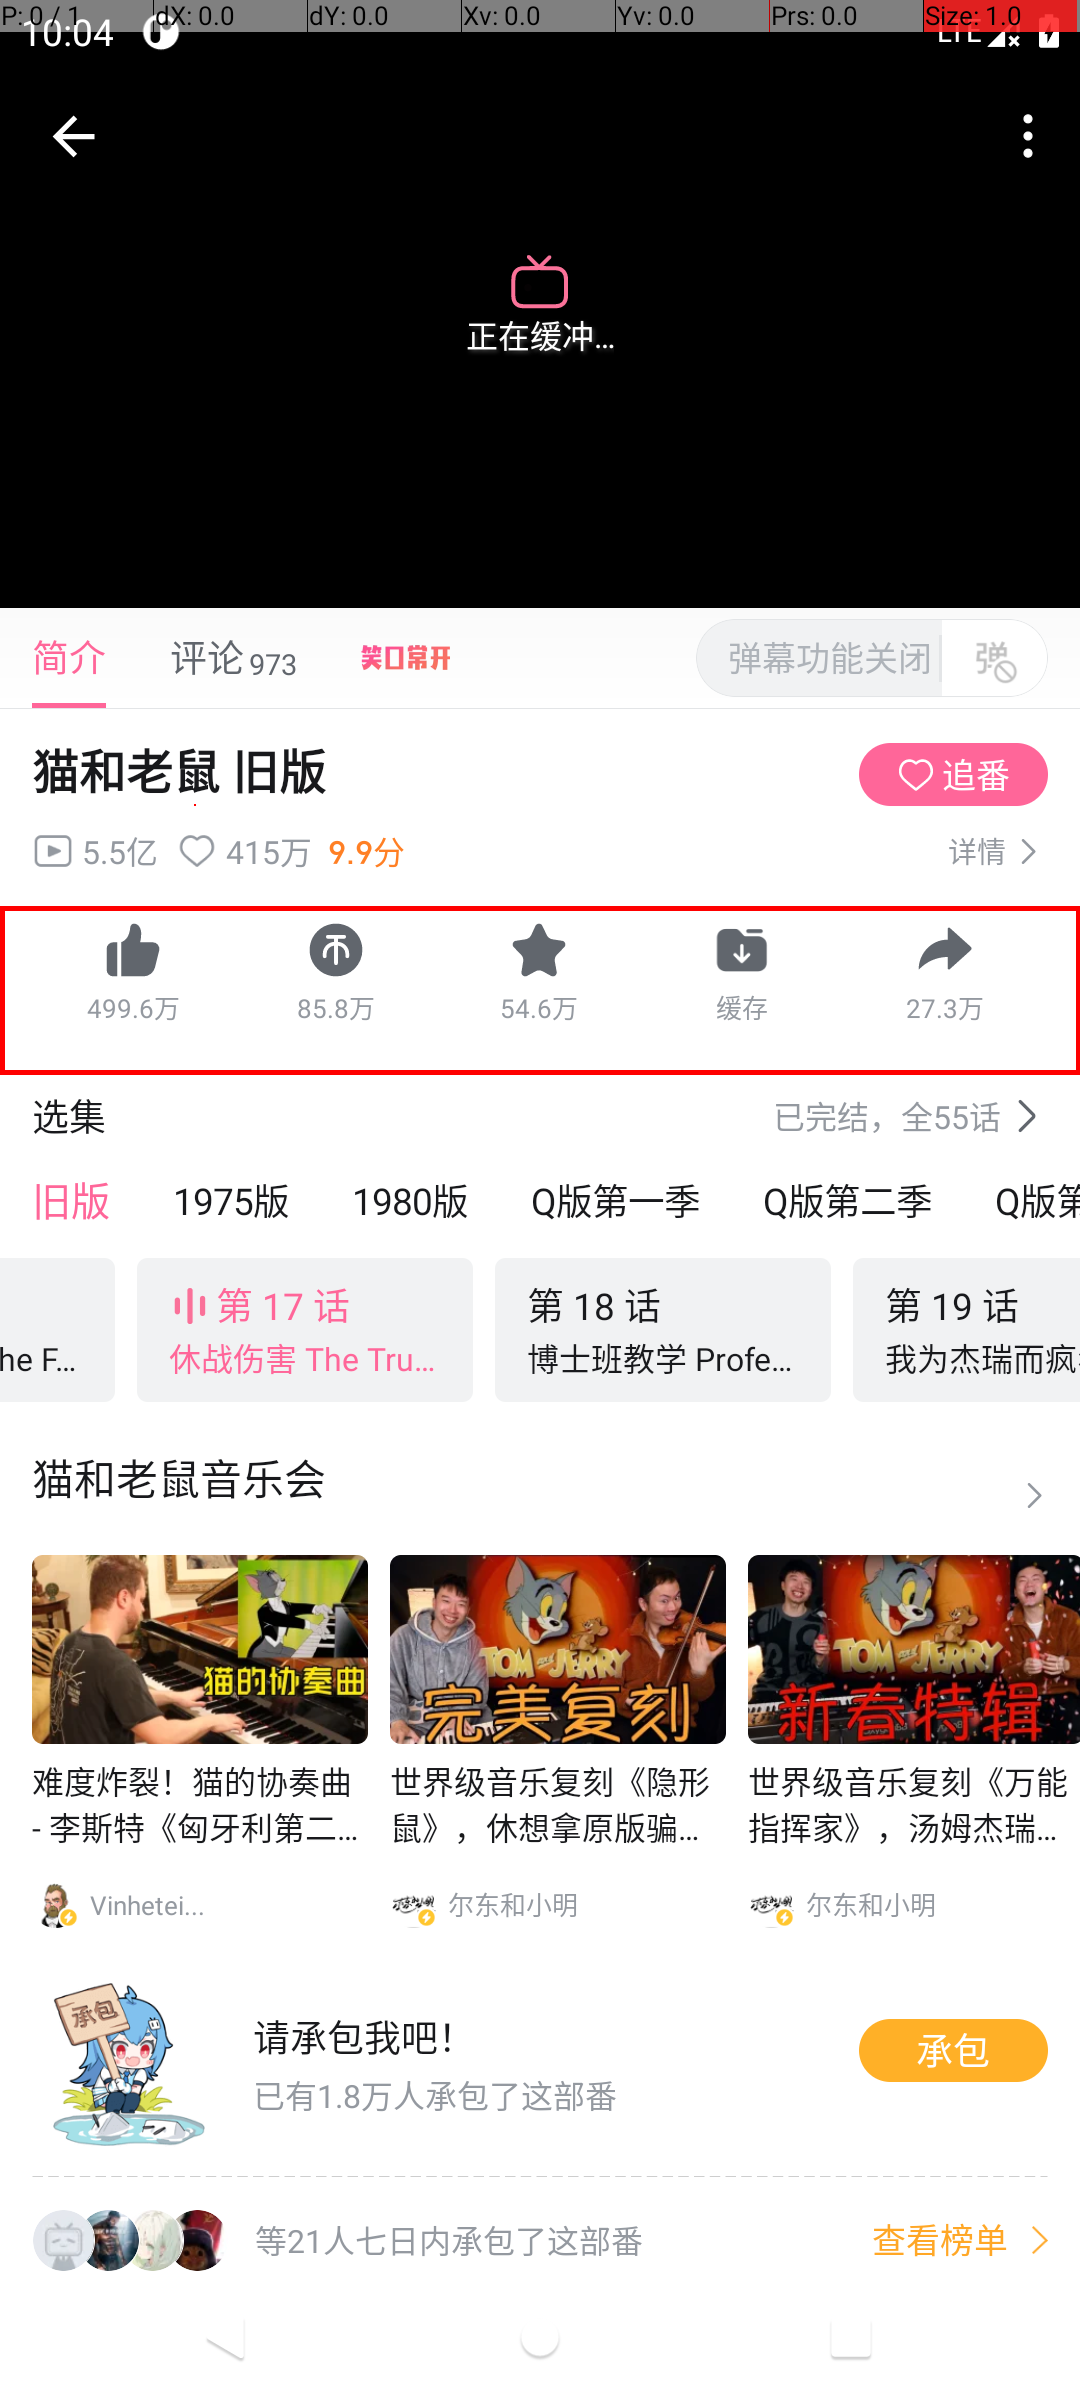 P: 0 / 1 dX: 0.0 dY: 0.0 Xv: 0.0 Yv: 0.0 Prs: 0.0 Size: 1.0
10:04 LTE
正在缓冲...
简介 评论 973 笑口常开 弹幕功能关闭 弹
猫和老鼠 旧版 追番
5.5亿 415万 9.9分 详情
499.6万 85.8万 54.6万 缓存 27.3万
选集 已完结，全55话
旧版 1975版 1980版 Q版第一季 Q版第二季 Q版第
第 17 话 第 18 话 第 19 话
he F... 休战伤害 The Tru... 博士班教学 Profe... 我为杰瑞而疯
猫和老鼠音乐会
猫的协奏曲
TOM AND JERRY
完美复刻
TOM AND JERRY
新春特辑
难度炸裂！猫的协奏曲
- 李斯特《匈牙利第二...
世界级音乐复刻《隐形
鼠》，休想拿原版骗...
世界级音乐复刻《万能
指挥家》，汤姆杰瑞...
Vinhetei... 尔东和小明 尔东和小明
承包
请承包我吧！
已有1.8万人承包了这部番
承包
等21人七日内承包了这部番 查看榜单